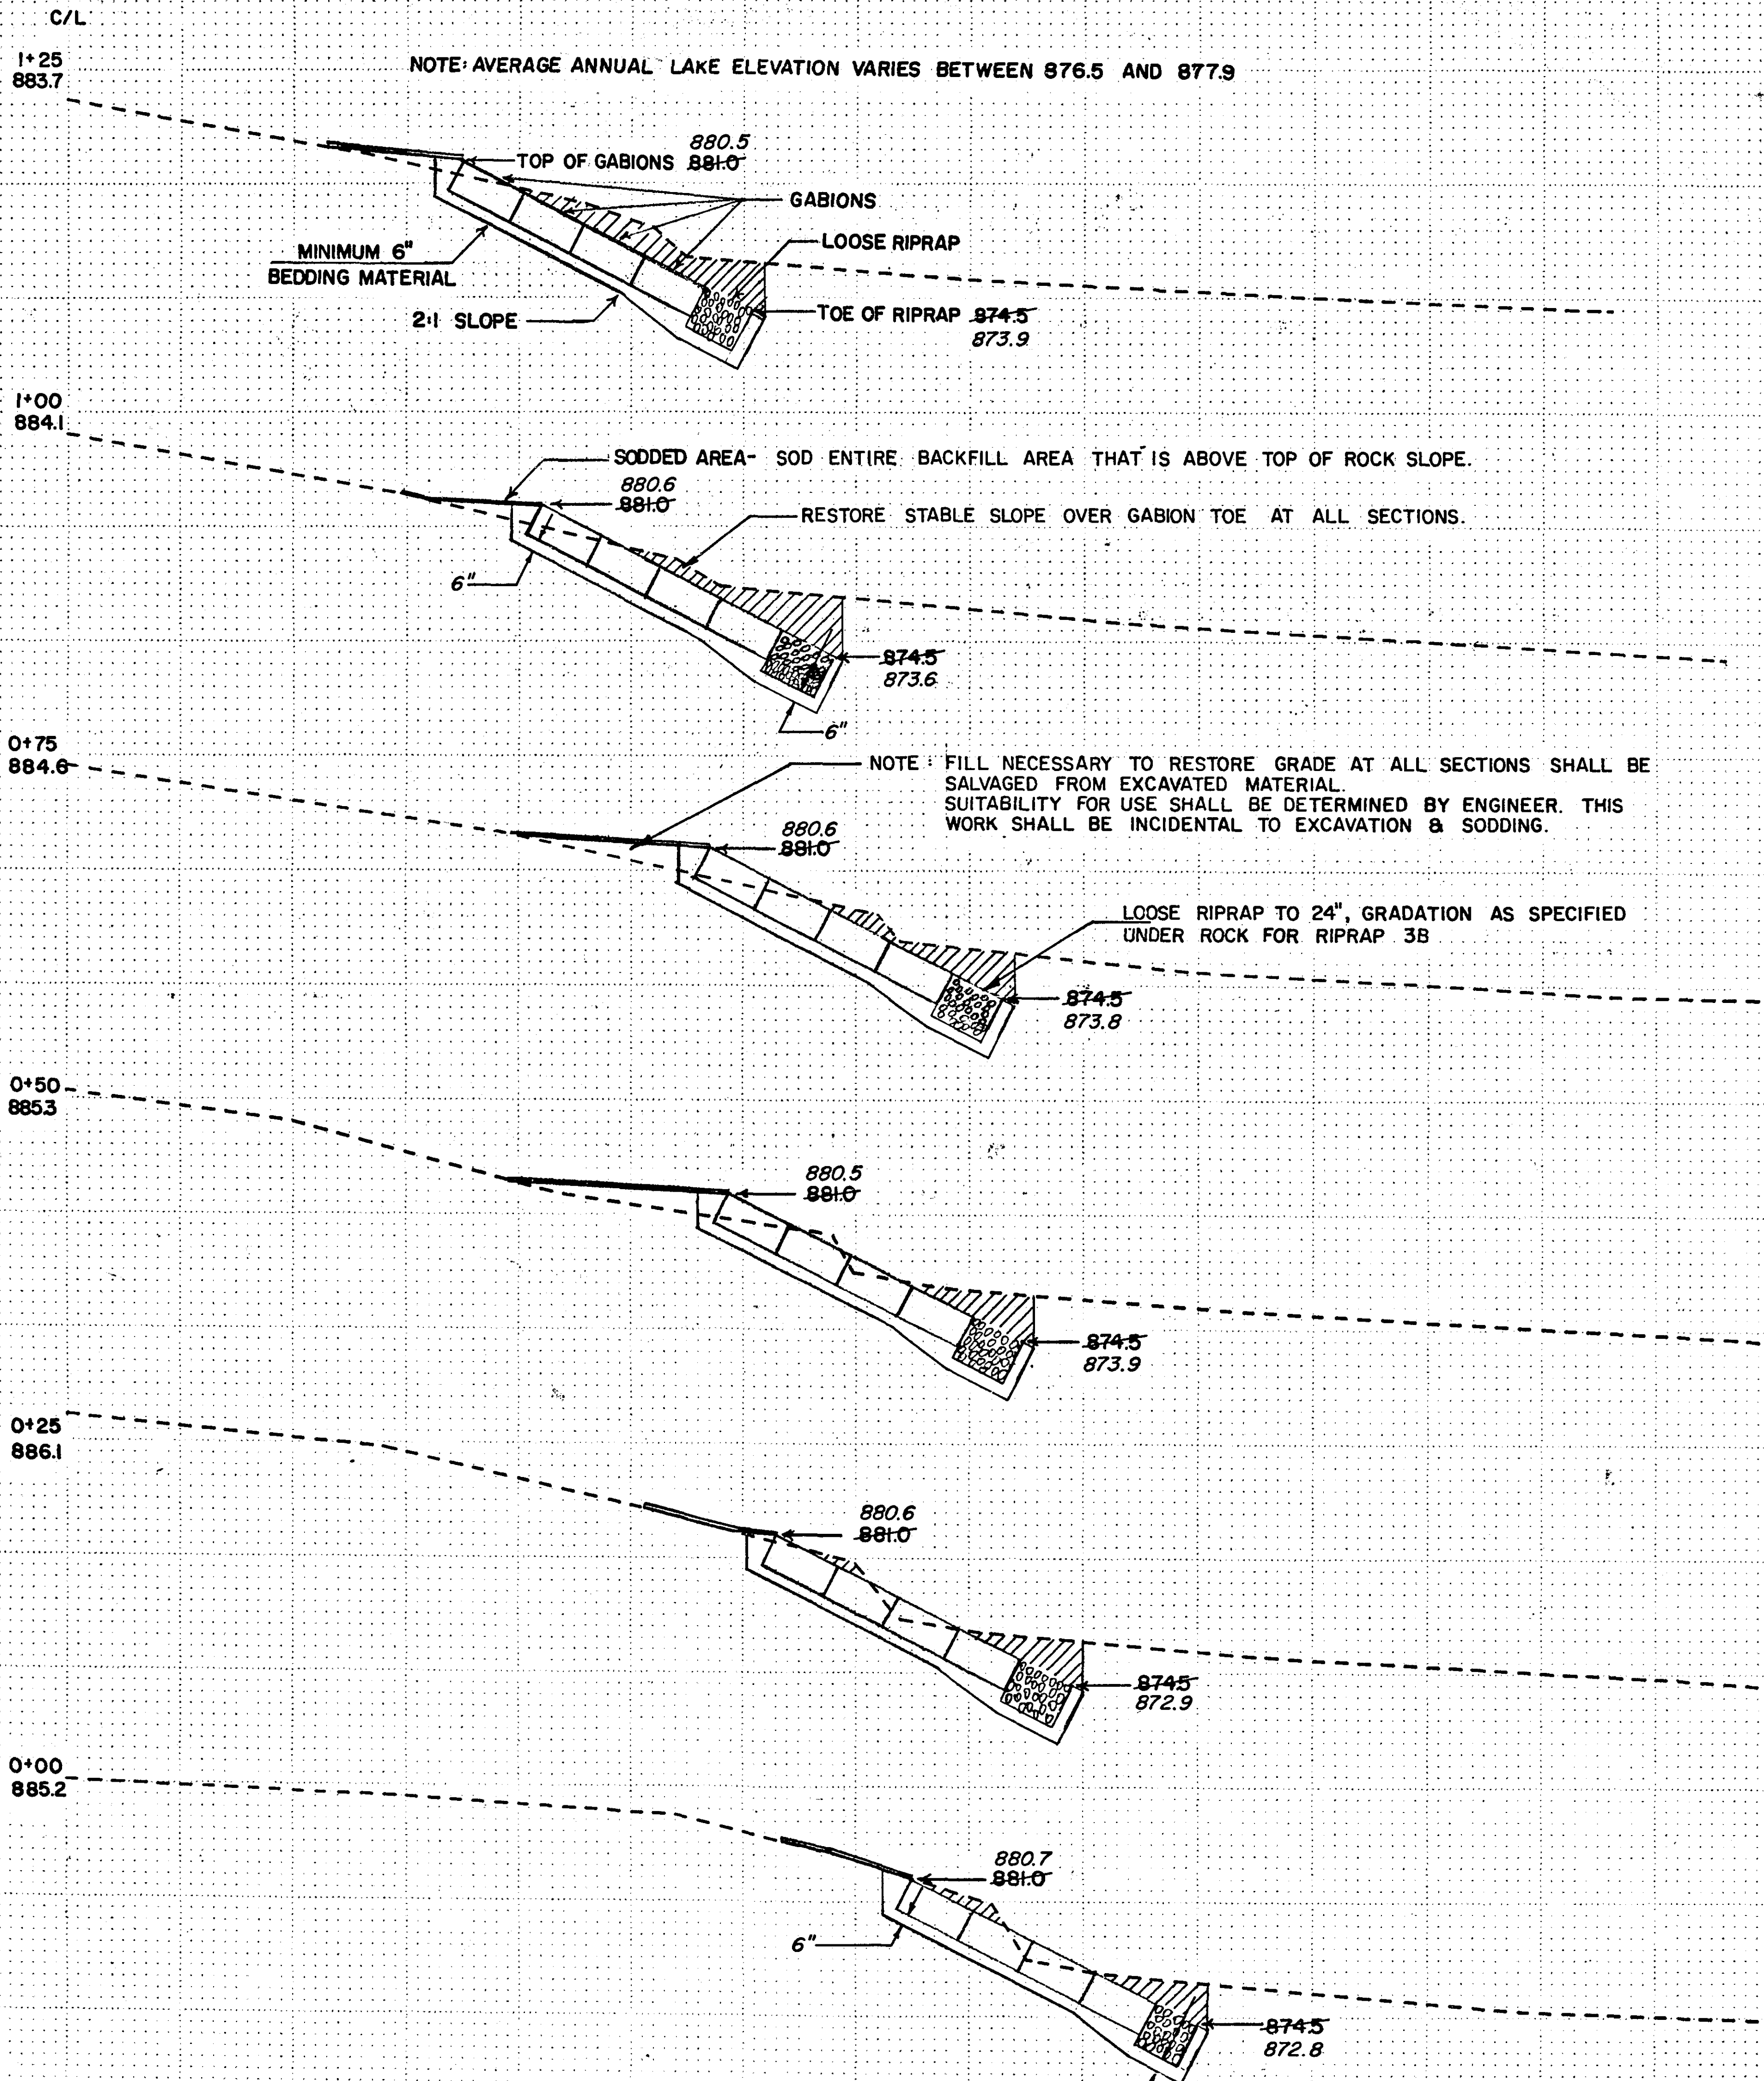 C/L
1+25
883.7
NOTE: AVERAGE ANNUAL LAKE ELEVATION VARIES BETWEEN 876.5 AND 877.9
880.5
TOP OF GABIONS 881.0
GABIONS
LOOSE RIPRAP
MINIMUM 6"
BEDDING MATERIAL
2:1 SLOPE
TOE OF RIPRAP 874.5
873.9
1+00
884.1
SODDED AREA- SOD ENTIRE BACKFILL AREA THAT IS ABOVE TOP OF ROCK SLOPE.
880.6
881.0
RESTORE STABLE SLOPE OVER GABION TOE AT ALL SECTIONS.
6"
874.5
873.6
6"
0+75
884.6
NOTE: FILL NECESSARY TO RESTORE GRADE AT ALL SECTIONS SHALL BE
SALVAGED FROM EXCAVATED MATERIAL.
SUITABILITY FOR USE SHALL BE DETERMINED BY ENGINEER. THIS
WORK SHALL BE INCIDENTAL TO EXCAVATION & SODDING.
880.6
881.0
LOOSE RIPRAP TO 24", GRADATION AS SPECIFIED
UNDER ROCK FOR RIPRAP 3B
874.5
873.8
0+50
885.3
880.5
881.0
874.5
873.9
0+25
886.1
880.6
881.0
874.5
872.9
0+00
885.2
880.7
881.0
6"
874.5
872.8